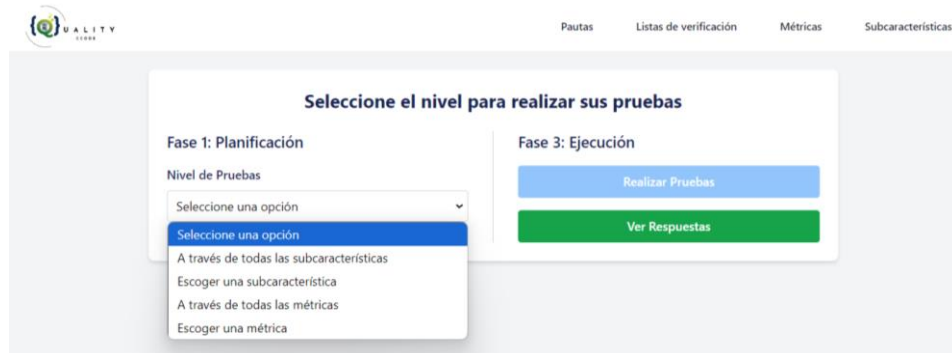 {Q}UALITY
Pautas
Listas de verificación
Métricas
Subcaracterísticas
Seleccione el nivel para realizar sus pruebas
Fase 1: Planificación
Nivel de Pruebas
Seleccione una opción
Seleccione una opción
A través de todas las subcaracterísticas
Escoger una subcaracterística
A través de todas las métricas
Escoger una métrica
Fase 3: Ejecución
Realizar Pruebas
Ver Respuestas